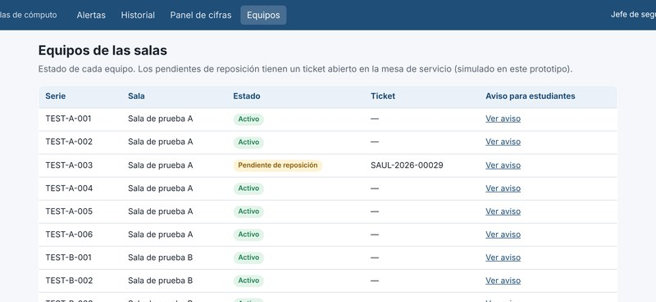 las de cómputo Alertas Historial Panel de cifras Equipos Jefe de segu
Equipos de las salas
Estado de cada equipo. Los pendientes de reposición tienen un ticket abierto en la mesa de servicio (simulado en este prototipo).
Serie Sala Estado Ticket Aviso para estudiantes
TEST-A-001 Sala de prueba A Activo — Ver aviso
TEST-A-002 Sala de prueba A Activo — Ver aviso
TEST-A-003 Sala de prueba A Pendiente de reposición SAUL-2026-00029 Ver aviso
TEST-A-004 Sala de prueba A Activo — Ver aviso
TEST-A-005 Sala de prueba A Activo — Ver aviso
TEST-A-006 Sala de prueba A Activo — Ver aviso
TEST-B-001 Sala de prueba B Activo — Ver aviso
TEST-B-002 Sala de prueba B Activo — Ver aviso